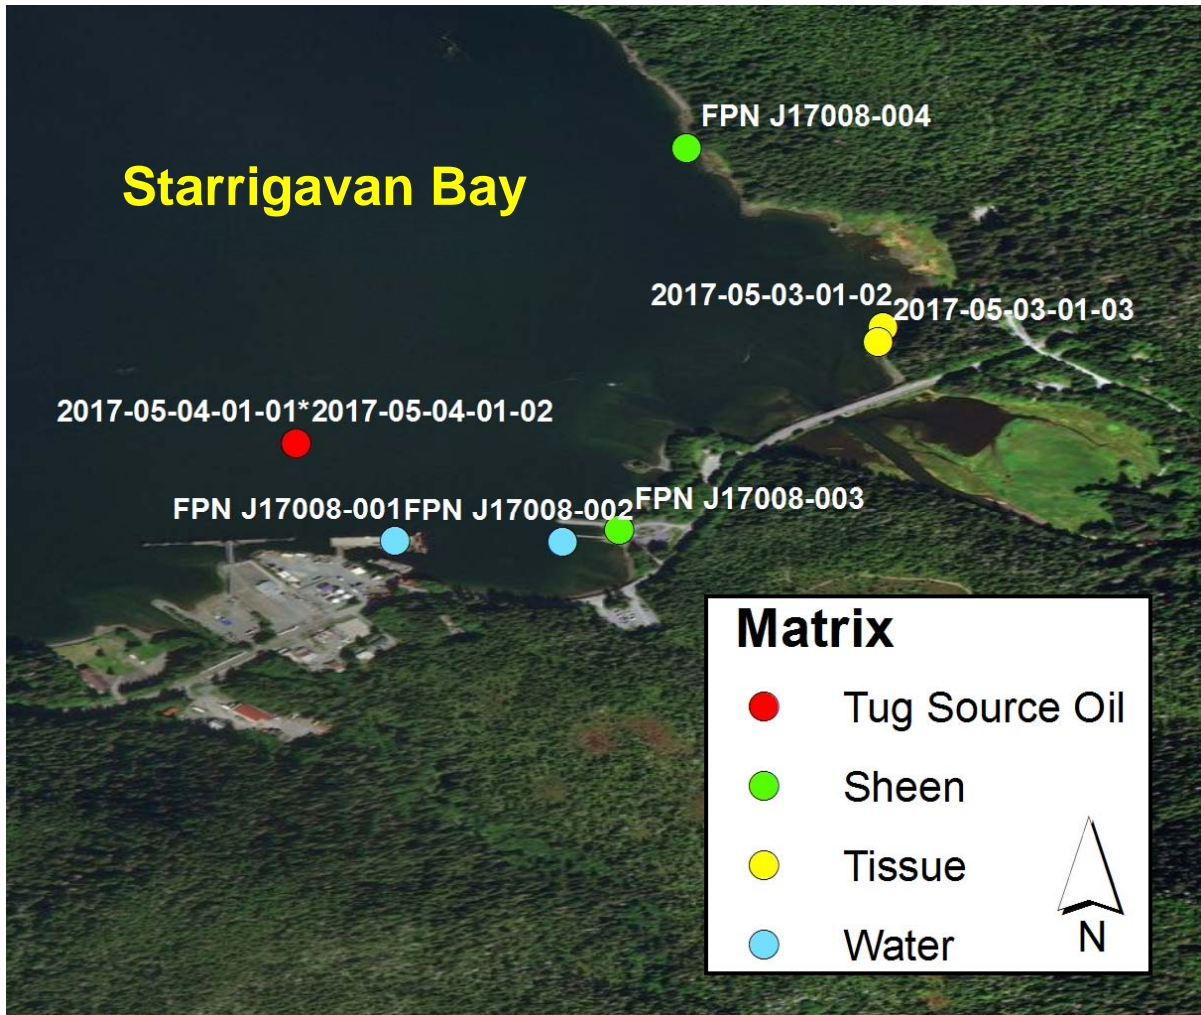 FPN J17008-004
Starrigavan Bay
2017-05-03-01-02
2017-05-03-01-03
2017-05-04-01-01*2017-05-04-01-02
FPN J17008-001
FPN J17008-002
FPN J17008-003
Matrix
Tug Source Oil
Sheen
Tissue
Water
N